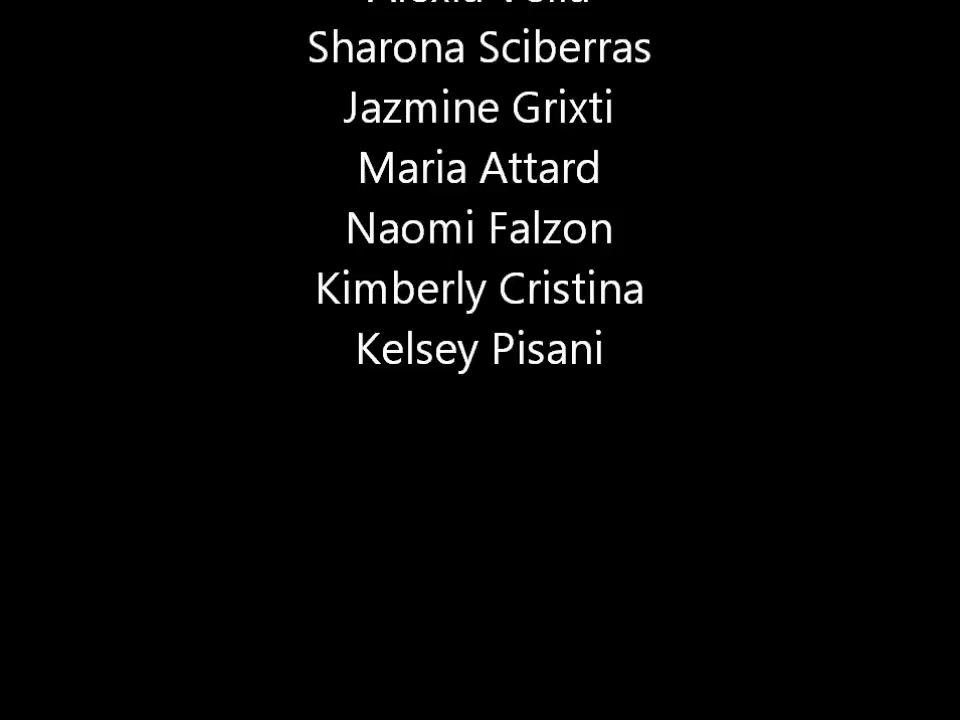 Sharona Sciberras
Jazmine Grixti
Maria Attard
Naomi Falzon
Kimberly Cristina
Kelsey Pisani